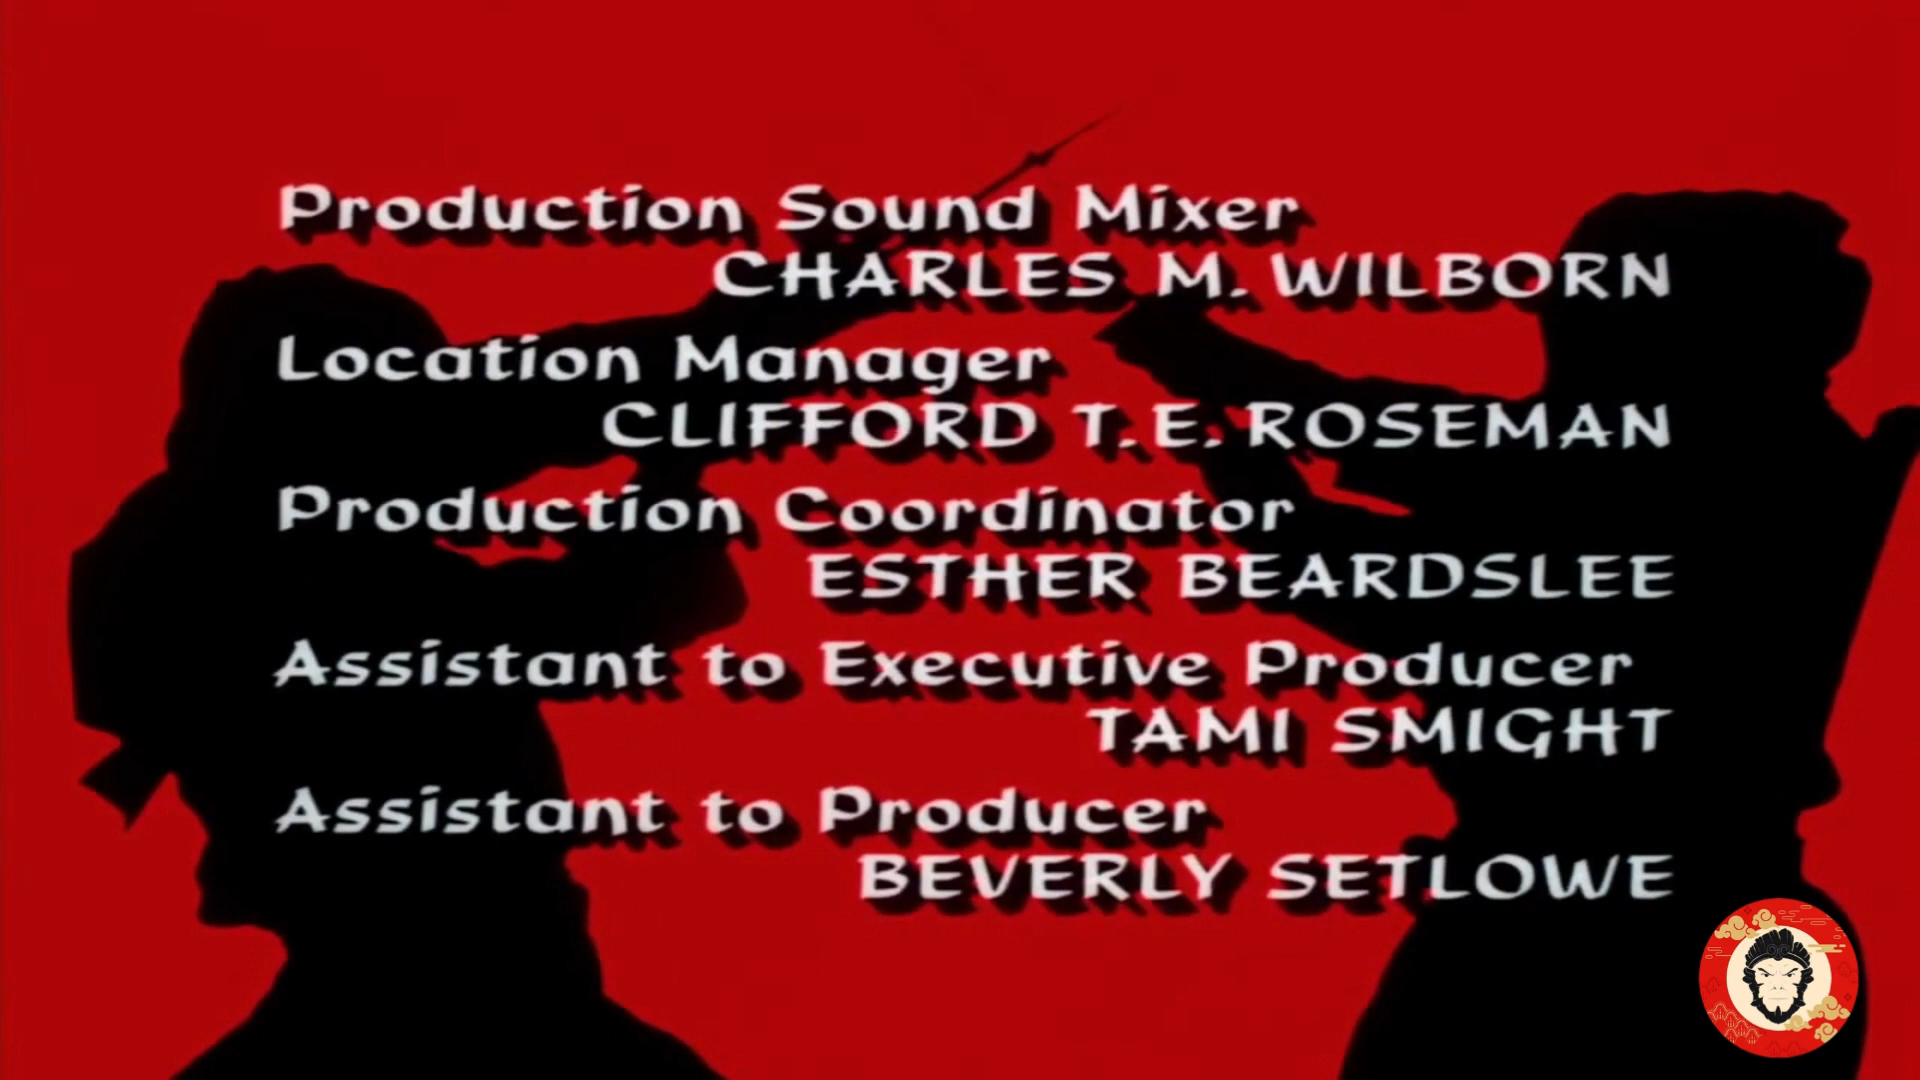 Production Sound Mixer
CHARLES M. WILBORN
Location Manager
CLIFFORD T.E. ROSEMAN
Production Coordinator
ESTHER BEARDSLEE
Assistant to Executive Producer
TAMI SMIGHT
Assistant to Producer
BEVERLY SETLOWE